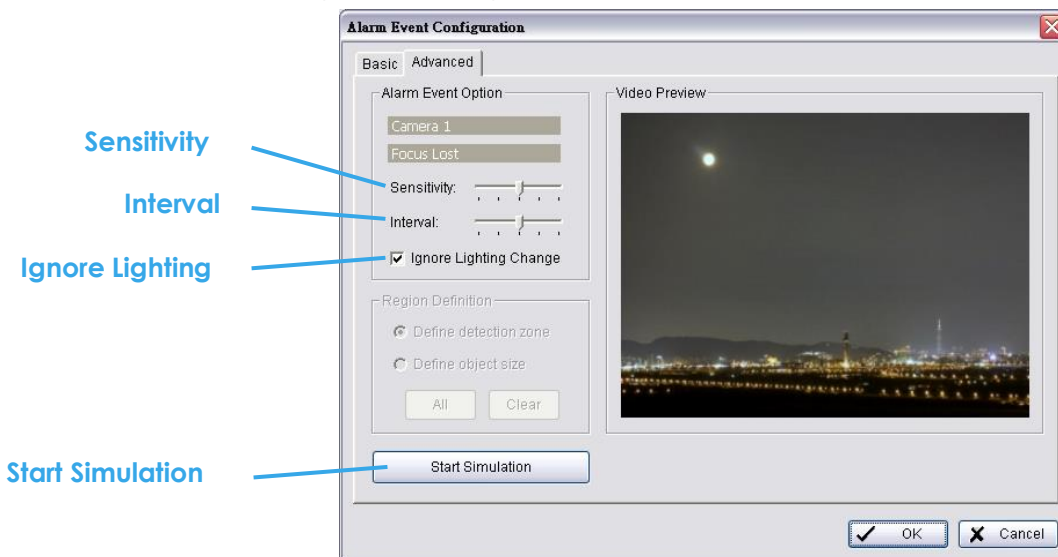 Alarm Event Configuration
Basic
Advanced
Alarm Event Option
Camera 1
Focus Lost
Sensitivity:
Interval:
Ignore Lighting Change
Region Definition
Define detection zone
Define object size
All
Clear
Start Simulation
Video Preview
OK
Cancel
Sensitivity
Interval
Ignore Lighting
Start Simulation